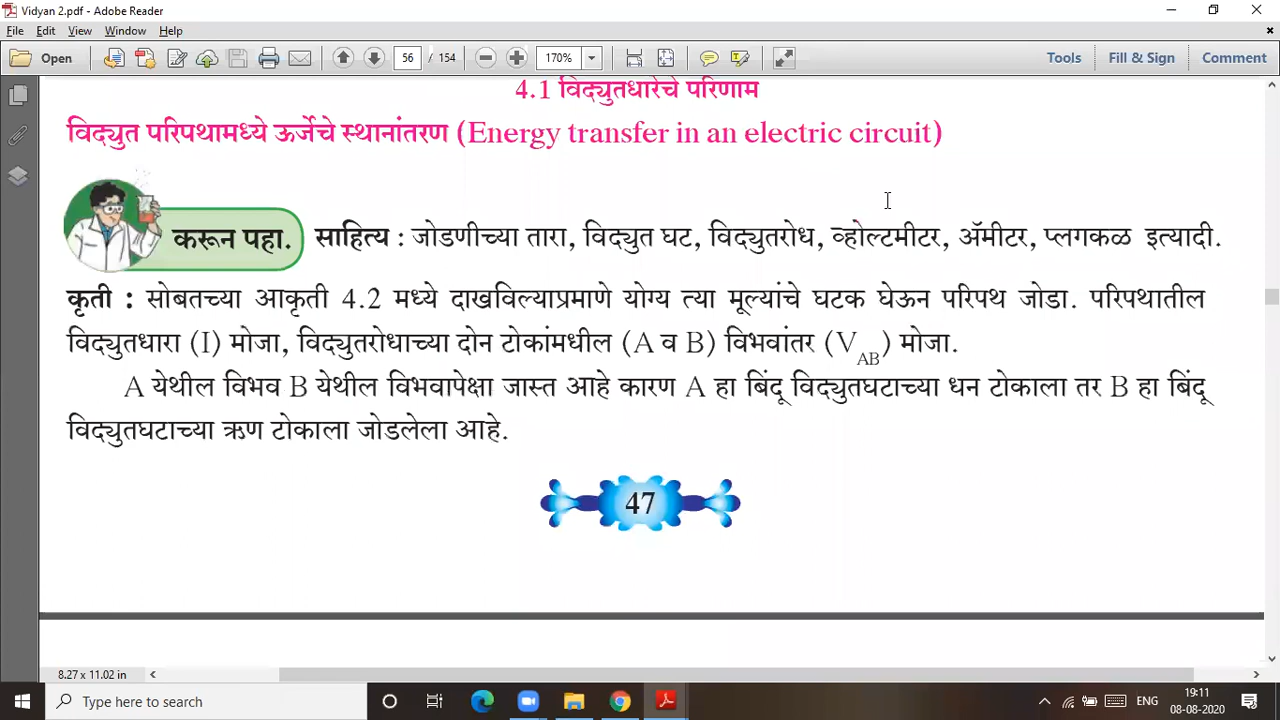 Vidyan 2.pdf - Adobe Reader
File Edit View Window Help
Open 56 / 154 170% Tools Fill & Sign Comment
4.1 विद्युतधारेचे परिणाम
विद्युत परिपथामध्ये ऊर्जेचे स्थानांतरण (Energy transfer in an electric circuit)
करून पहा. साहित्य : जोडणीच्या तारा, विद्युत घट, विद्युतरोध, व्होल्टमीटर, ॲमीटर, प्लगकळ इत्यादी.
कृती : सोबतच्या आकृती 4.2 मध्ये दाखविल्याप्रमाणे योग्य त्या मूल्यांचे घटक घेऊन परिपथ जोडा. परिपथातील
विद्युतधारा (I) मोजा, विद्युतरोधाच्या दोन टोकांमधील (A व B) विभवांतर (VAB) मोजा.
A येथील विभव B येथील विभवापेक्षा जास्त आहे कारण A हा बिंदू विद्युतघटाच्या धन टोकाला तर B हा बिंदू
विद्युतघटाच्या ऋण टोकाला जोडलेला आहे.
47
8.27 x 11.02 in
Type here to search ENG 19:11
08-08-2020